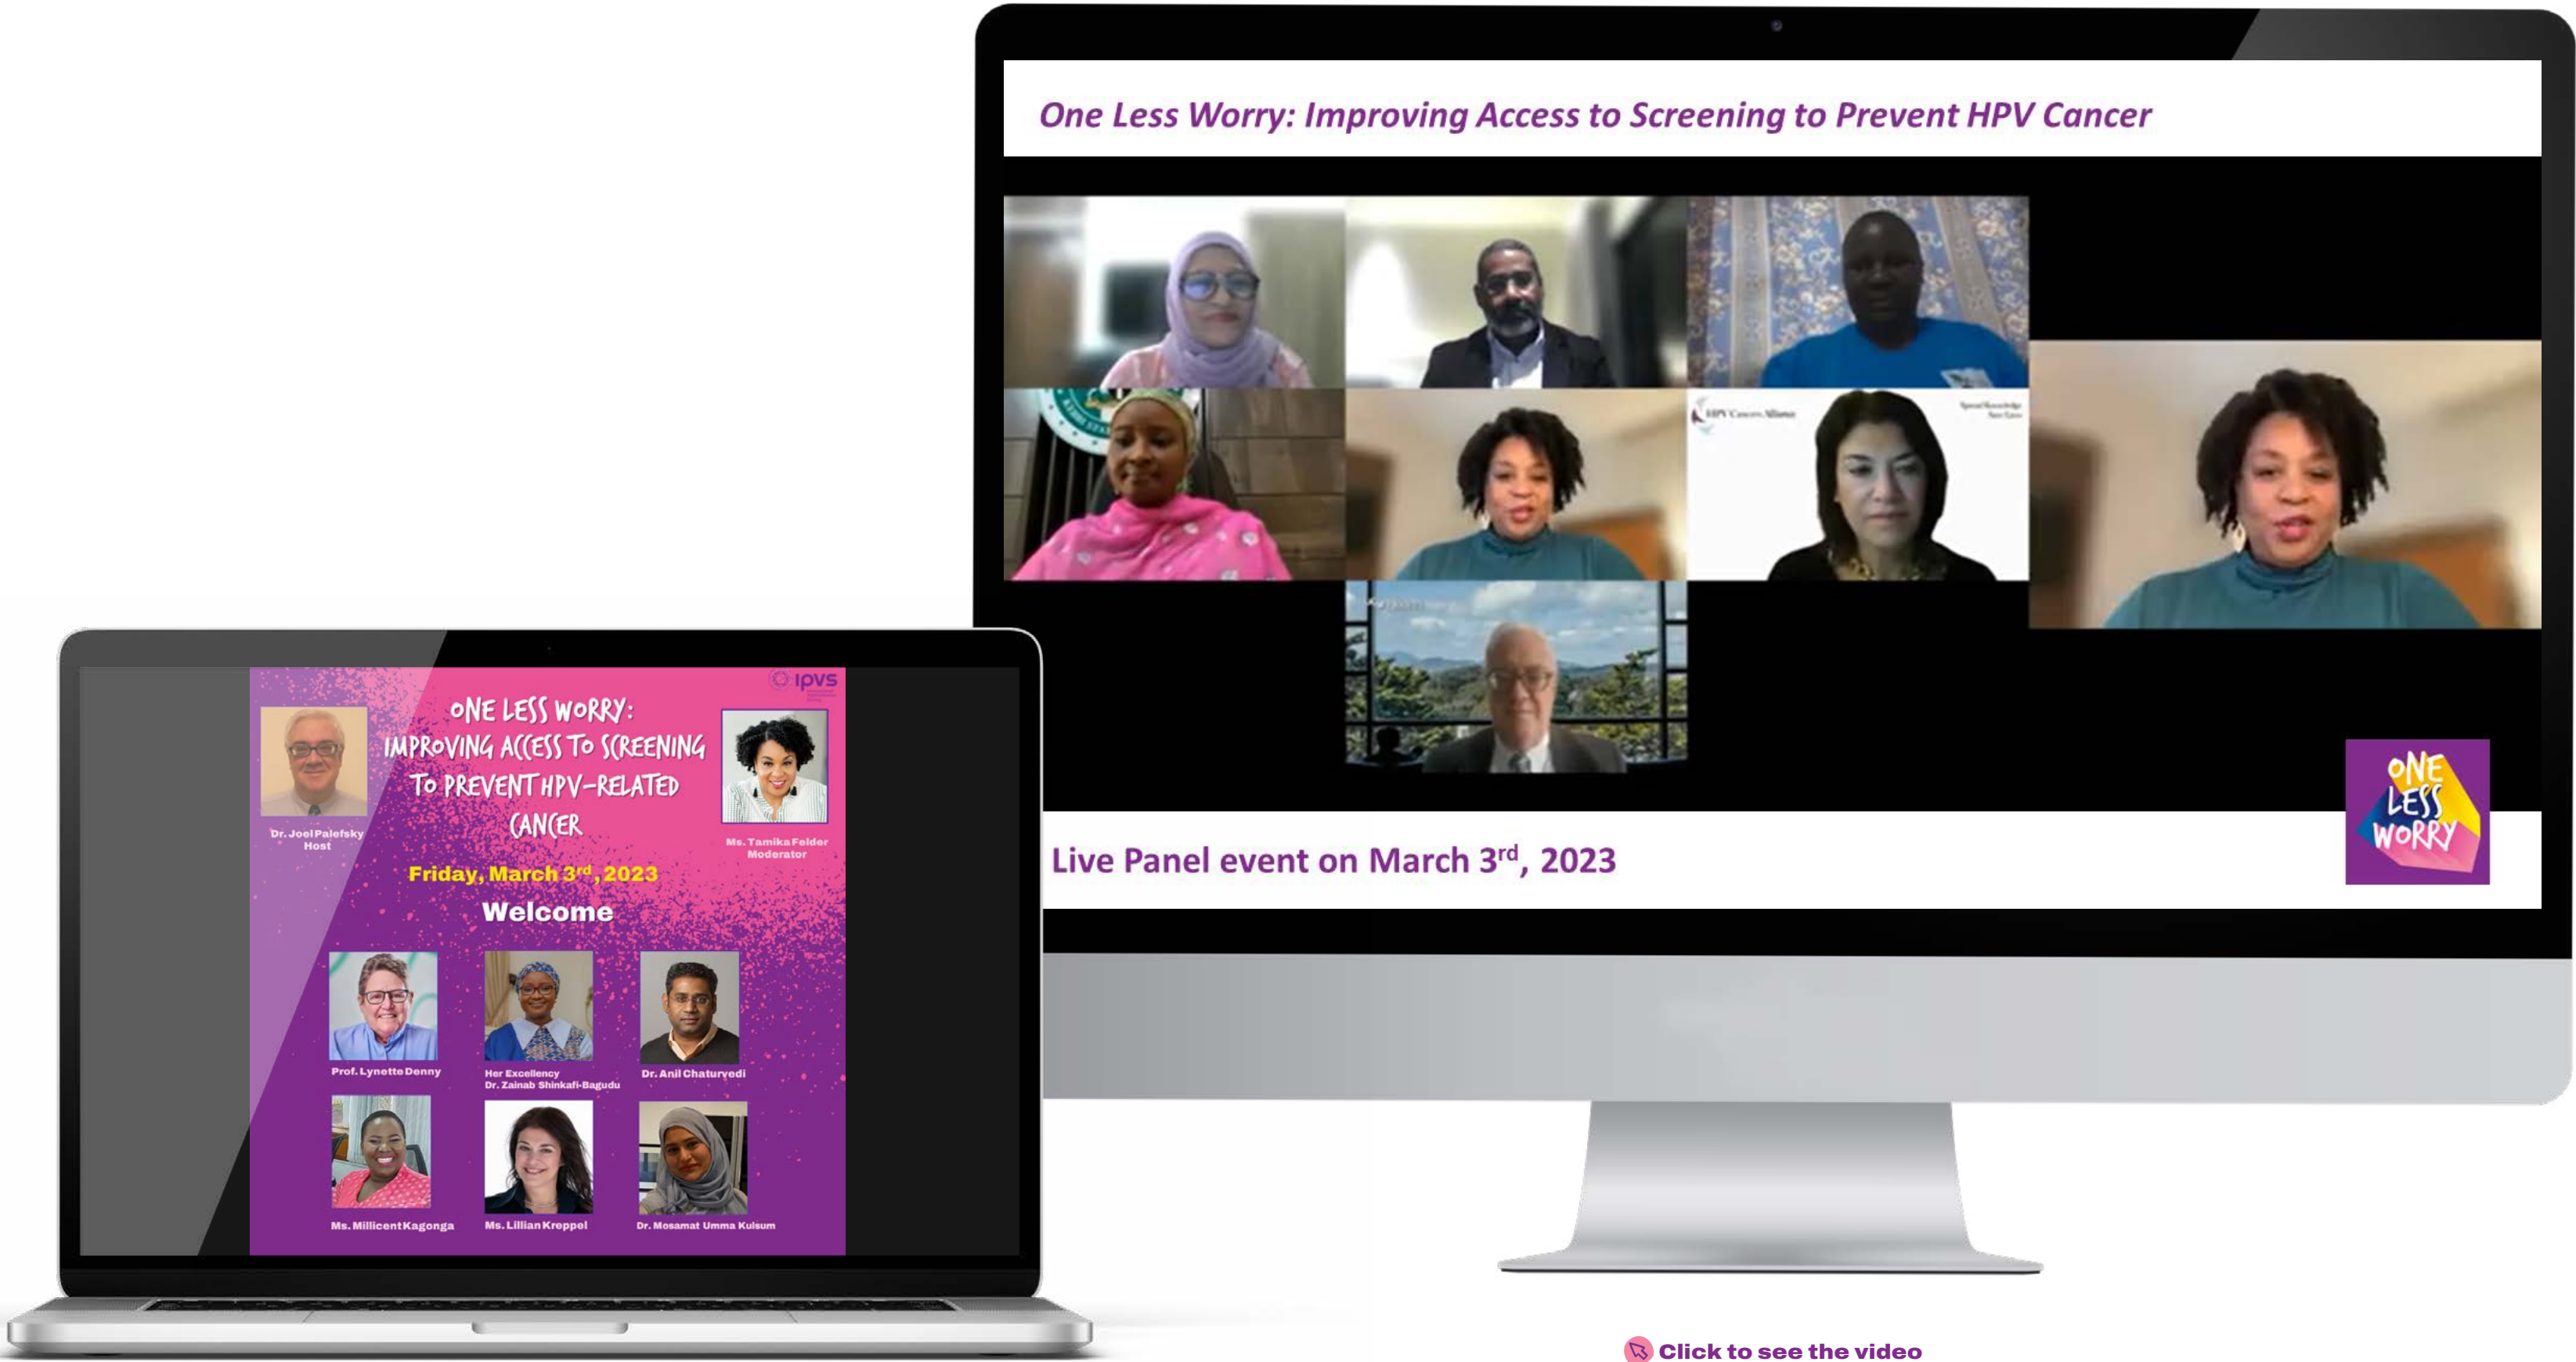 One Less Worry: Improving Access to Screening to Prevent HPV Cancer
HPV Cancers Alliance
Live Panel event on March 3rd, 2023
ONE
LESS
WORRY
ipvs
ONE LESS WORRY:
IMPROVING ACCESS TO SCREENING
TO PREVENT HPV-RELATED
CANCER
Dr. Joel Palefsky
Host
Ms. Tamika Felder
Moderator
Friday, March 3rd, 2023
Welcome
Prof. Lynette Denny
Her Excellency
Dr. Zainab Shinkafi-Bagudu
Dr. Anil Chaturvedi
Ms. Millicent Kagonga
Ms. Lillian Kreppel
Dr. Mosamat Umma Kulsum
Click to see the video